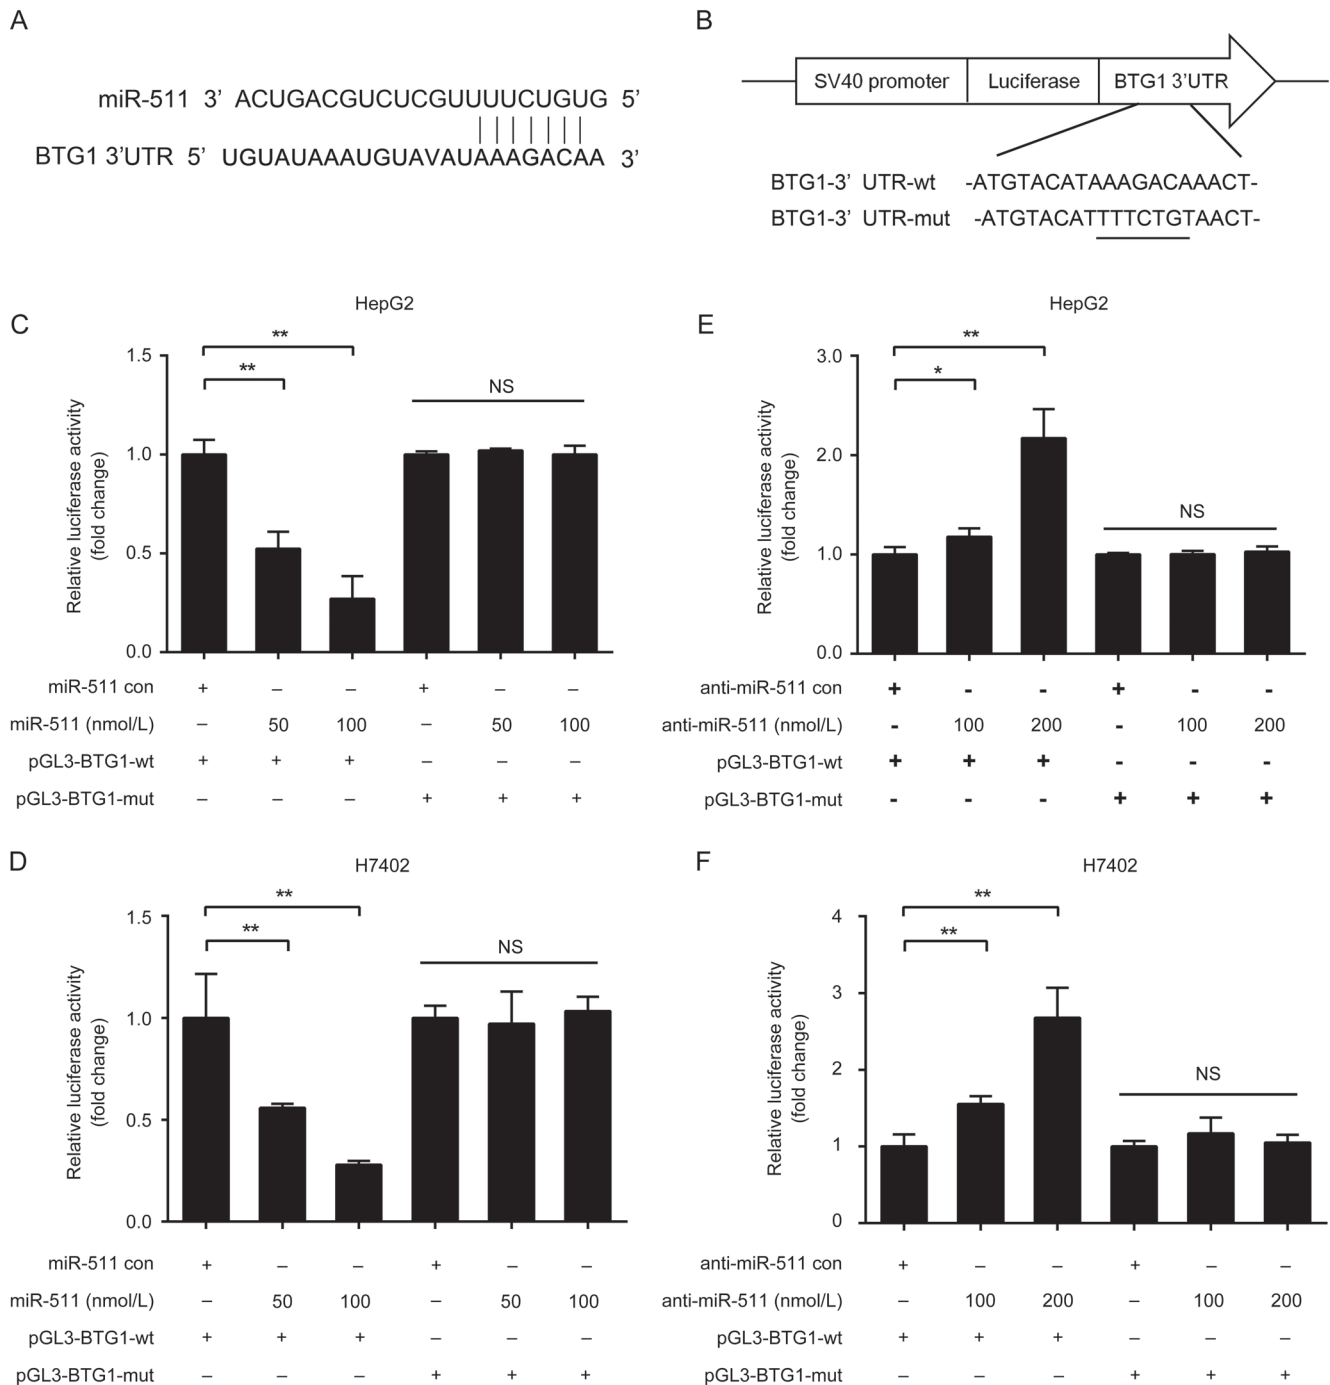 A
miR-511 3’ ACUGACGUCUCGUUUUCUGUG 5’
BTG1 3’UTR 5’ UGUAUAAAUGUAVAUAAAGACAA 3’
B
SV40 promoter Luciferase BTG1 3’UTR
BTG1-3’ UTR-wt -ATGTACATAAAGACAAACT-
BTG1-3’ UTR-mut -ATGTACATTTTCTGTAACT-
C
HepG2
**
**
NS
1.5
1.0
0.5
0.0
Relative luciferase activity
(fold change)
miR-511 con + – – + – –
miR-511 (nmol/L) – 50 100 – 50 100
pGL3-BTG1-wt + + + – – –
pGL3-BTG1-mut – – – + + +
E
HepG2
**
*
NS
3.0
2.0
1.0
0.0
Relative luciferase activity
(fold change)
anti-miR-511 con + - - + - -
anti-miR-511 (nmol/L) - 100 200 - 100 200
pGL3-BTG1-wt + + + - - -
pGL3-BTG1-mut - - - + + +
D
H7402
**
**
NS
1.5
1.0
0.5
0.0
Relative luciferase activity
(fold change)
miR-511 con + – – + – –
miR-511 (nmol/L) – 50 100 – 50 100
pGL3-BTG1-wt + + + – – –
pGL3-BTG1-mut – – – + + +
F
H7402
**
**
NS
4
3
2
1
0
Relative luciferase activity
(fold change)
anti-miR-511 con + – – + – –
anti-miR-511 (nmol/L) – 100 200 – 100 200
pGL3-BTG1-wt + + + – – –
pGL3-BTG1-mut – – – + + +